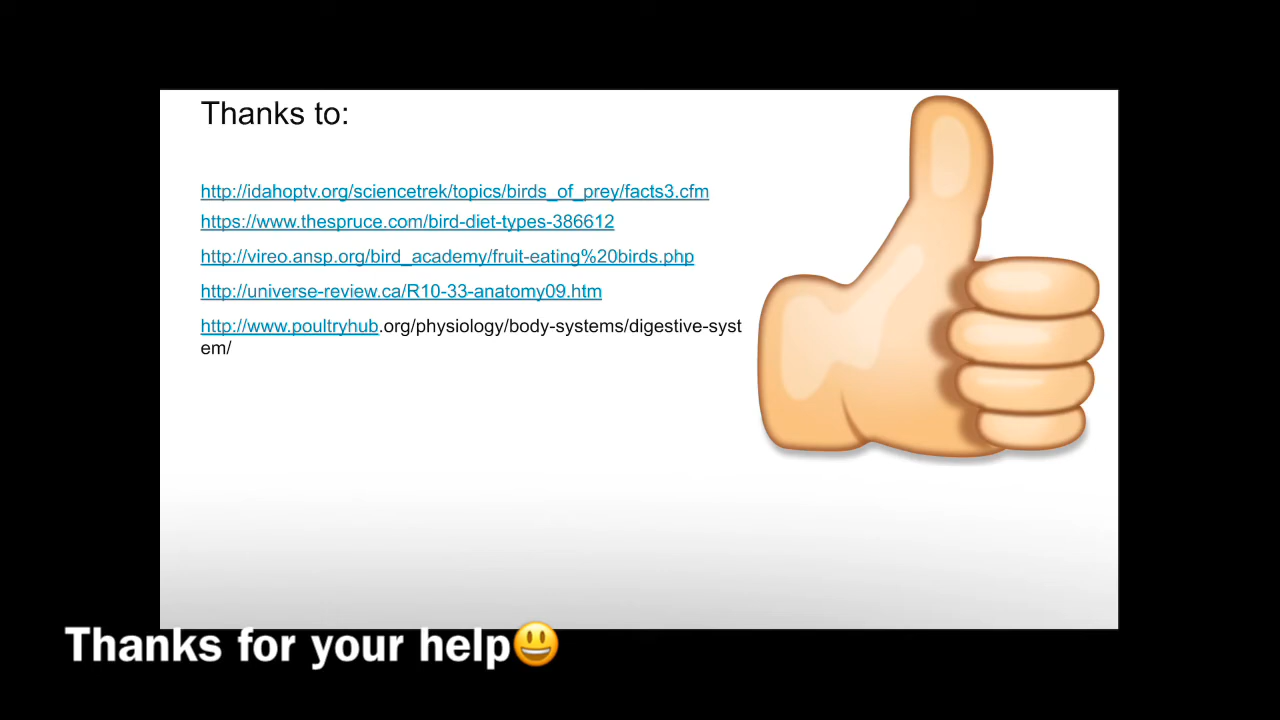 Thanks to:
http://idahoptv.org/sciencetrek/topics/birds_of_prey/facts3.cfm
https://www.thespruce.com/bird-diet-types-386612
http://vireo.ansp.org/bird_academy/fruit-eating%20birds.php
http://universe-review.ca/R10-33-anatomy09.htm
http://www.poultryhub.org/physiology/body-systems/digestive-syst
em/
Thanks for your help😃